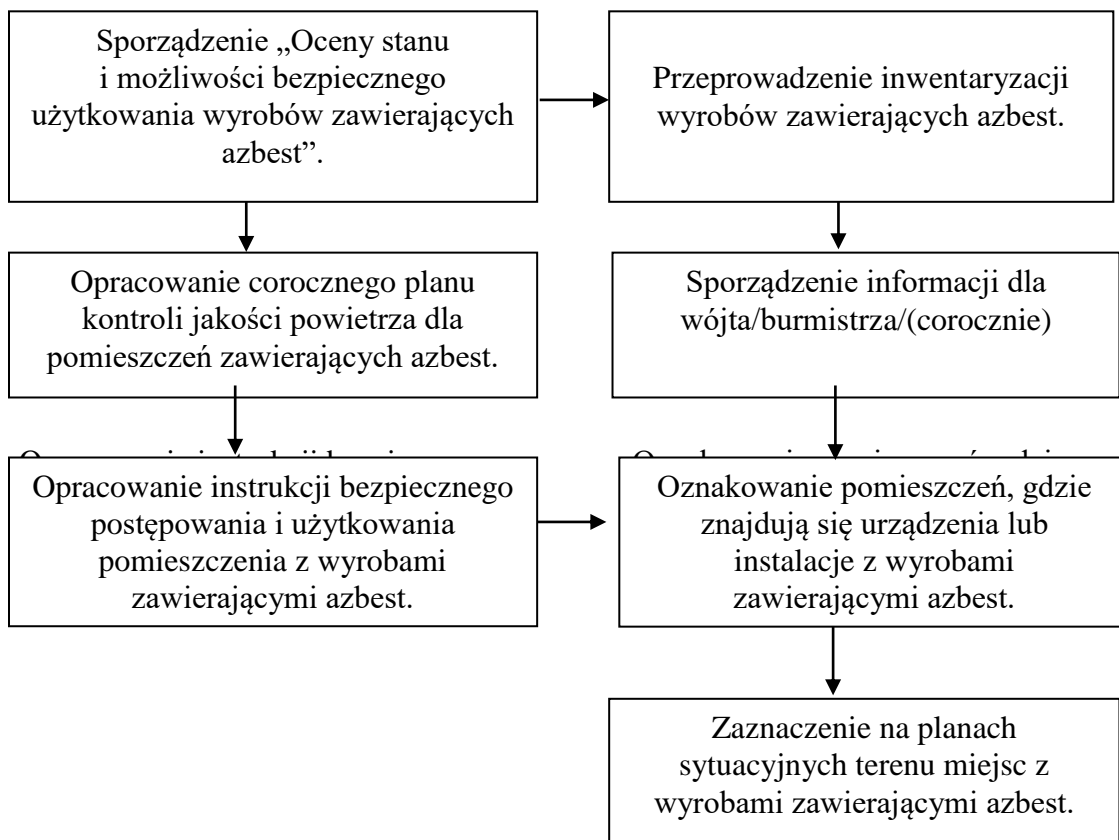 Sporządzenie „Oceny stanu
i możliwości bezpiecznego
użytkowania wyrobów zawierających
azbest”.
Przeprowadzenie inwentaryzacji
wyrobów zawierających azbest.
Opracowanie corocznego planu
kontroli jakości powietrza dla
pomieszczeń zawierających azbest.
Sporządzenie informacji dla
wójta/burmistrza/(corocznie)
Opracowanie instrukcji bezpiecznego
postępowania i użytkowania
pomieszczenia z wyrobami
zawierającymi azbest.
Oznakowanie pomieszczeń, gdzie
znajdują się urządzenia lub
instalacje z wyrobami
zawierającymi azbest.
Zaznaczenie na planach
sytuacyjnych terenu miejsc z
wyrobami zawierającymi azbest.